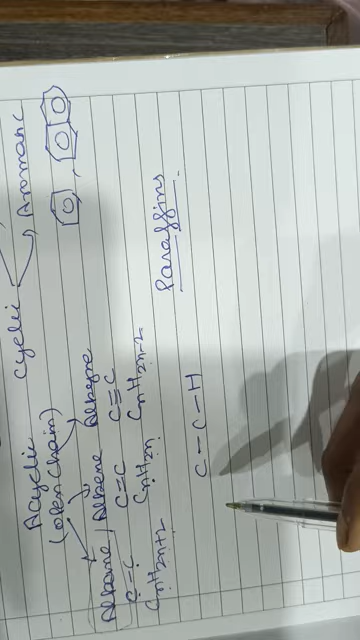 Acyclic cyclic
(open chain) Aromatic
Alkane / Alkene Alkyne
C-C C=C C≡C
CnH2n+2 CnH2n CnH2n-2
Paraffins
C-C-H